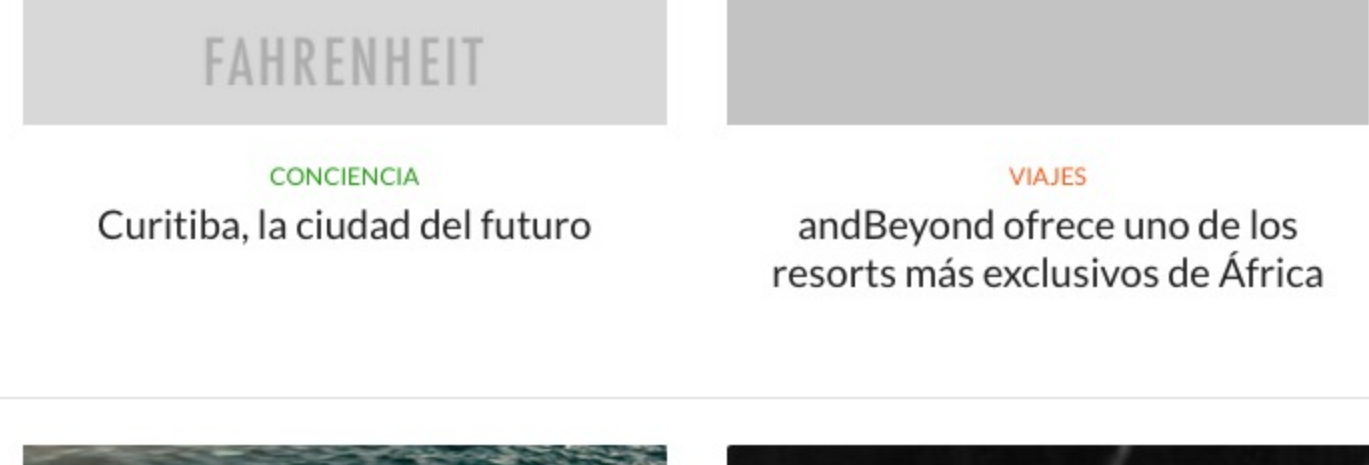 FAHRENHEIT
CONCIENCIA
Curitiba, la ciudad del futuro
VIAJES
andBeyond ofrece uno de los
resorts más exclusivos de África